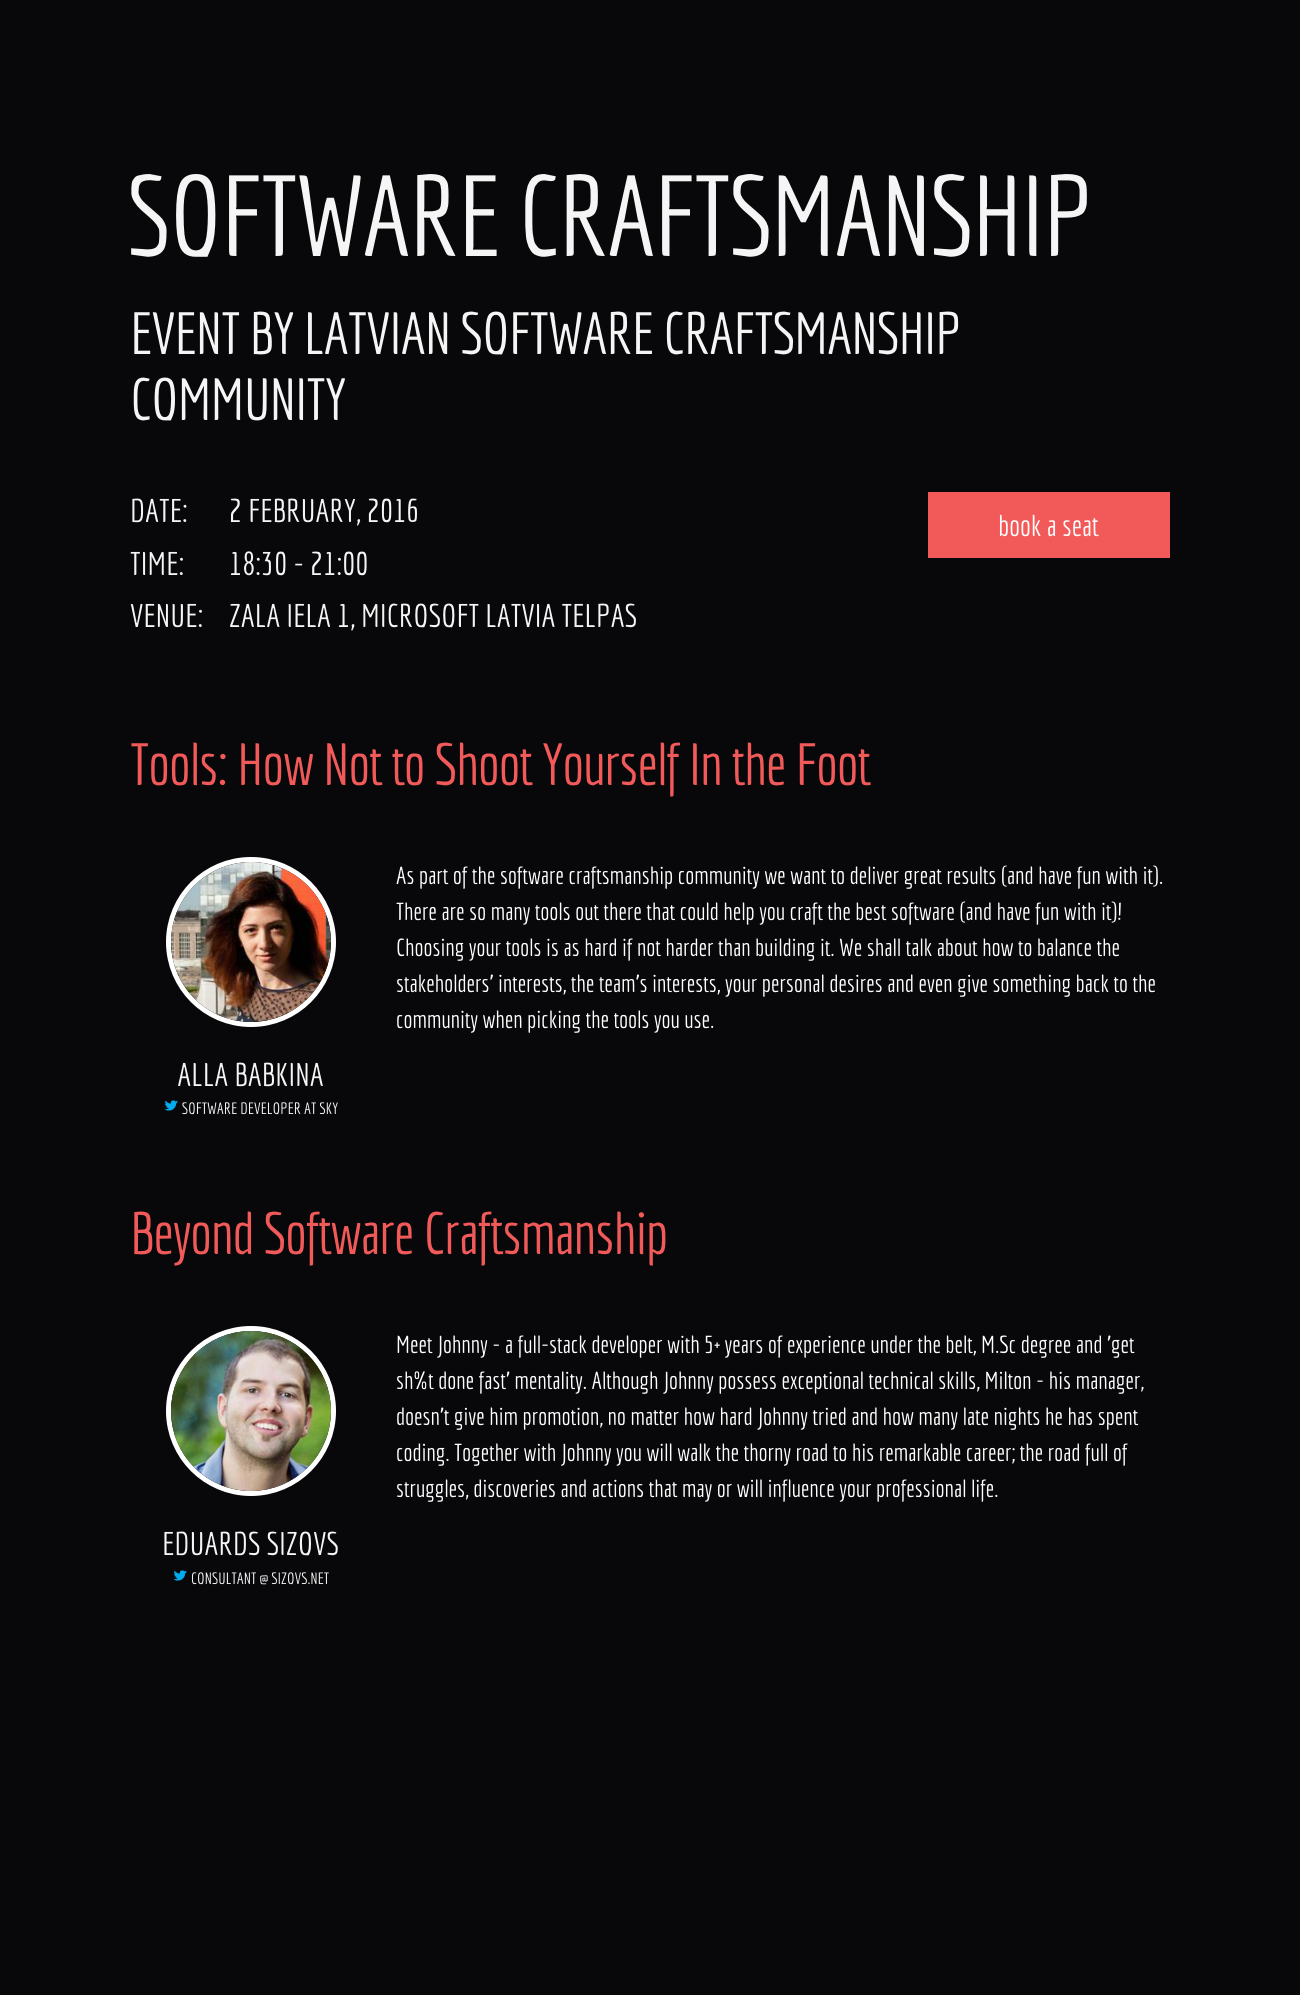 SOFTWARE CRAFTSMANSHIP
EVENT BY LATVIAN SOFTWARE CRAFTSMANSHIP
COMMUNITY
DATE: 2 FEBRUARY, 2016
book a seat
TIME: 18:30 - 21:00
VENUE: ZALA IELA 1, MICROSOFT LATVIA TELPAS
Tools: How Not to Shoot Yourself In the Foot
As part of the software craftsmanship community we want to deliver great results (and have fun with it).
There are so many tools out there that could help you craft the best software (and have fun with it)!
Choosing your tools is as hard if not harder than building it. We shall talk about how to balance the
stakeholders' interests, the team's interests, your personal desires and even give something back to the
community when picking the tools you use.
ALLA BABKINA
SOFTWARE DEVELOPER AT SKY
Beyond Software Craftsmanship
Meet Johnny - a full-stack developer with 5+ years of experience under the belt, M.Sc degree and 'get
sh%t done fast' mentality. Although Johnny possess exceptional technical skills, Milton - his manager,
doesn't give him promotion, no matter how hard Johnny tried and how many late nights he has spent
coding. Together with Johnny you will walk the thorny road to his remarkable career; the road full of
struggles, discoveries and actions that may or will influence your professional life.
EDUARDS SIZOVS
CONSULTANT @ SIZOVS.NET